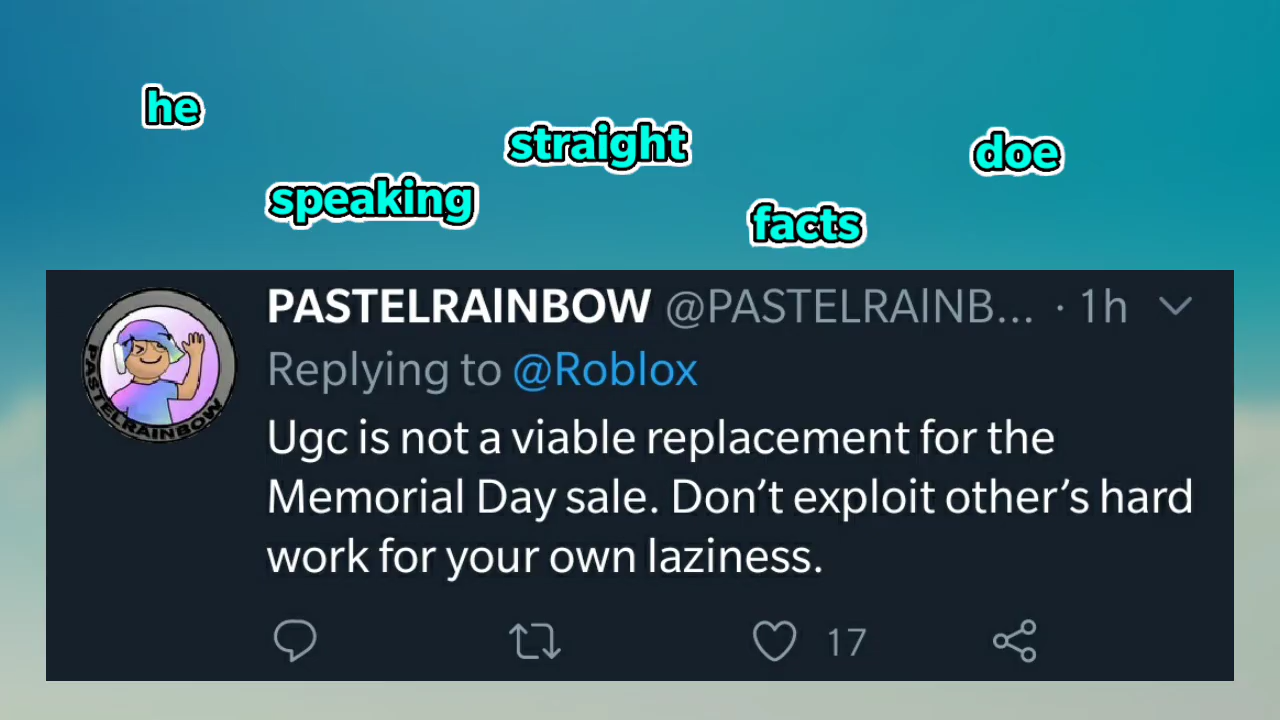 he
straight
doe
speaking
facts
PASTELRAINBOW @PASTELRAINB... · 1h
Replying to @Roblox
Ugc is not a viable replacement for the
Memorial Day sale. Don’t exploit other’s hard
work for your own laziness.
17
PASTELRAINBOW